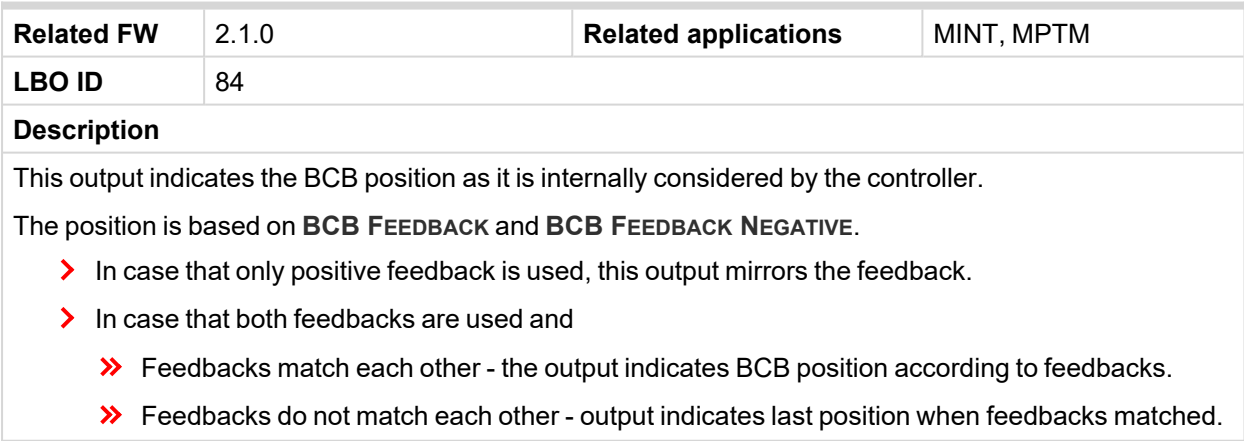 Related FW 2.1.0 Related applications MINT, MPTM
LBO ID 84
Description
This output indicates the BCB position as it is internally considered by the controller.
The position is based on BCB FEEDBACK and BCB FEEDBACK NEGATIVE.
In case that only positive feedback is used, this output mirrors the feedback.
In case that both feedbacks are used and
Feedbacks match each other - the output indicates BCB position according to feedbacks.
Feedbacks do not match each other - output indicates last position when feedbacks matched.